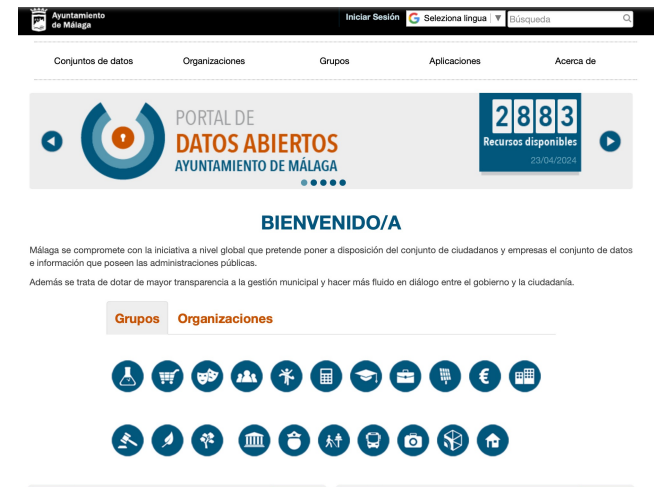 Ayuntamiento
de Málaga
Iniciar Sesión
Seleziona lingua ▼
Búsqueda
Conjuntos de datos
Organizaciones
Grupos
Aplicaciones
Acerca de
PORTAL DE
DATOS ABIERTOS
AYUNTAMIENTO DE MÁLAGA
2883
Recursos disponibles
23/04/2024
BIENVENIDO/A
Málaga se compromete con la iniciativa a nivel global que pretende poner a disposición del conjunto de ciudadanos y empresas el conjunto de datos
e información que poseen las administraciones públicas.
Además se trata de dotar de mayor transparencia a la gestión municipal y hacer más fluido en diálogo entre el gobierno y la ciudadanía.
Grupos
Organizaciones
€